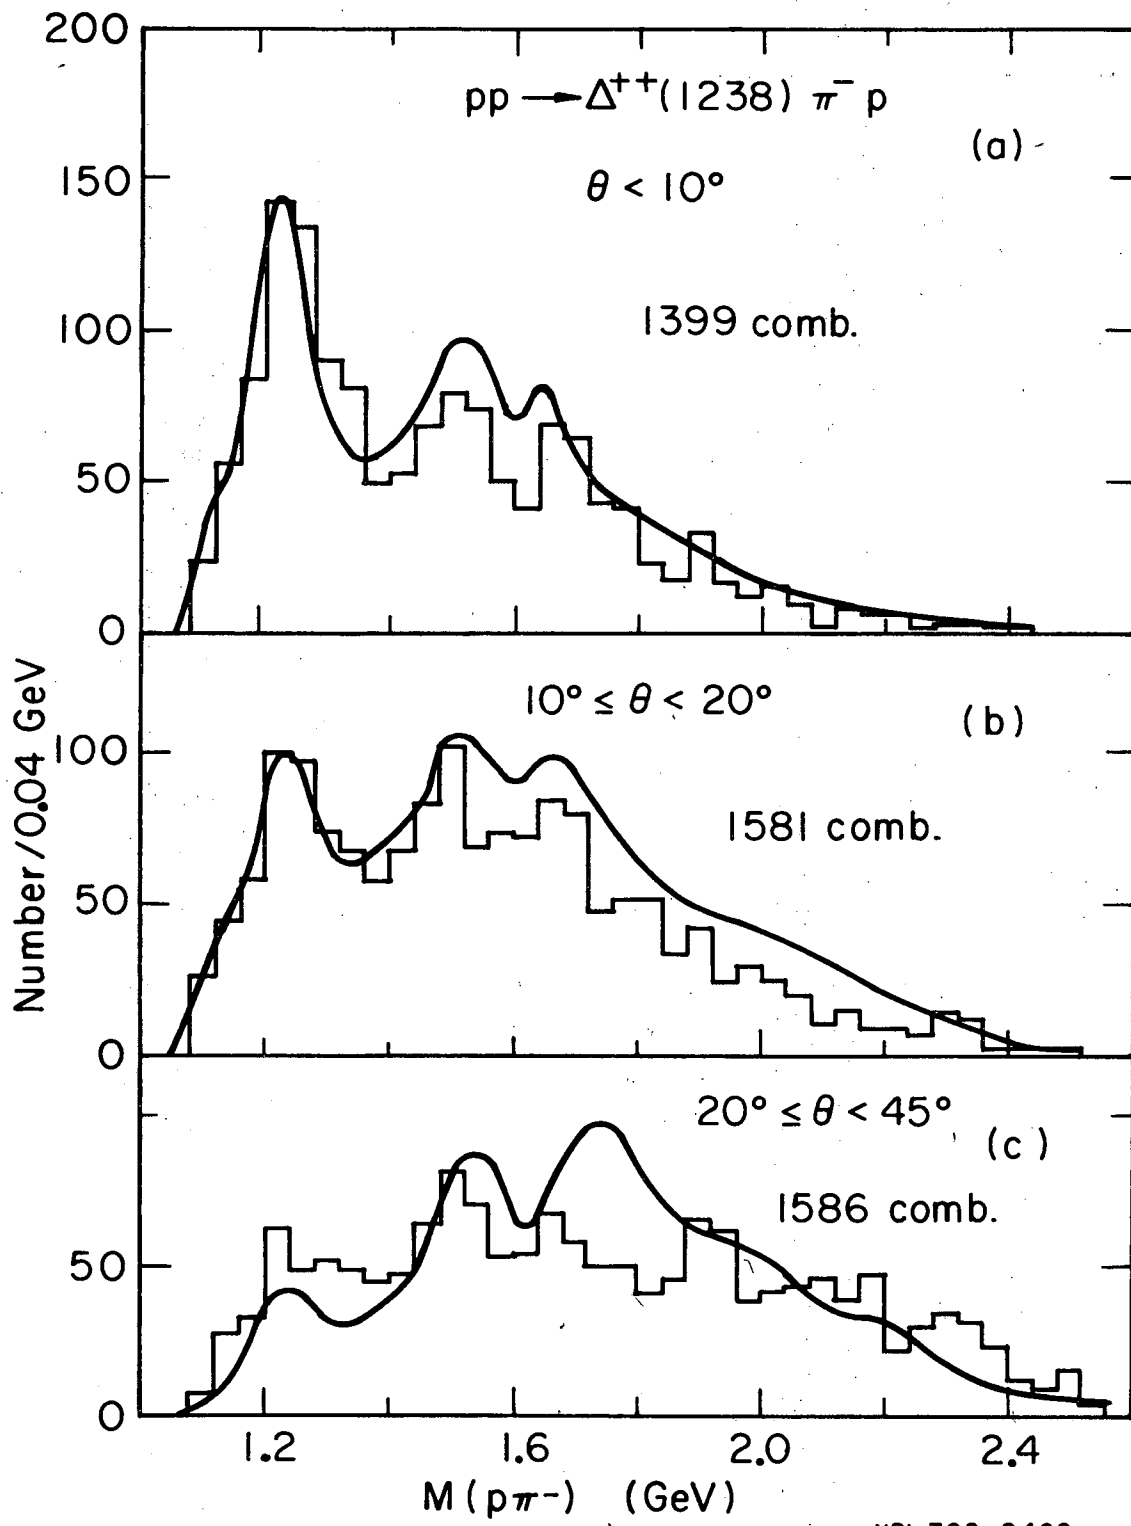 200
pp → Δ++(1238) π− p
(a)
150
θ < 10°
100
1399 comb.
50
0
10° ≤ θ < 20°
(b)
100
1581 comb.
50
0
20° ≤ θ < 45°
(c)
1586 comb.
50
0
Number/0.04 GeV
1.2 1.6 2.0 2.4
M(pπ−) (GeV)